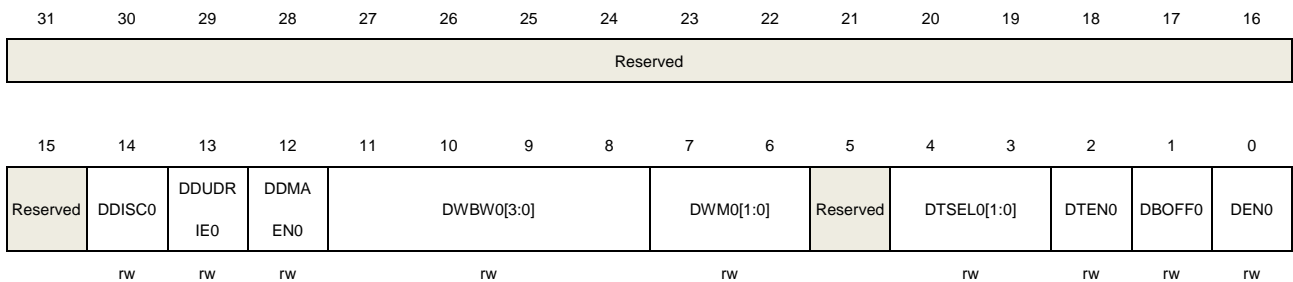 31 30 29 28 27 26 25 24 23 22 21 20 19 18 17 16
Reserved
15 14 13 12 11 10 9 8 7 6 5 4 3 2 1 0
Reserved DDISC0 DDUDR IE0 DDMA EN0 DWBW0[3:0] DWM0[1:0] Reserved DTSEL0[1:0] DTEN0 DBOFF0 DEN0
rw rw rw rw rw rw rw rw rw